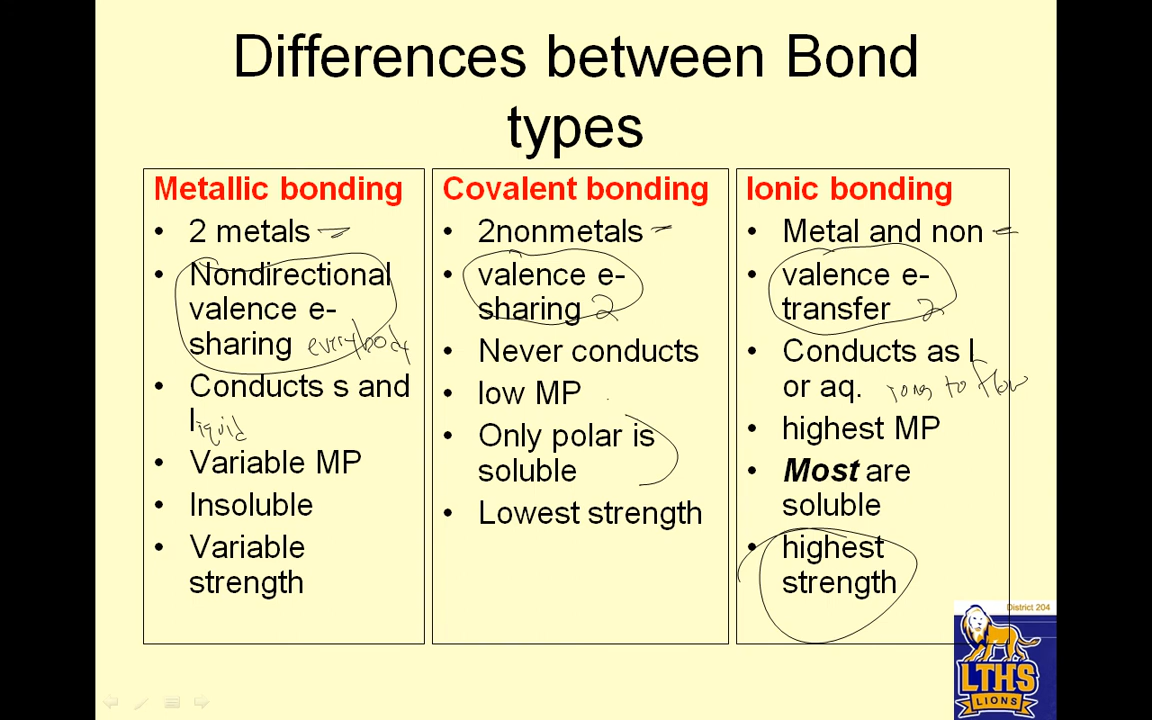 Differences between Bond
types
Metallic bonding
• 2 metals
• Nondirectional
valence e-
sharing everybody
• Conducts s and
liquid
• Variable MP
• Insoluble
• Variable
strength
Covalent bonding
• 2nonmetals
• valence e-
sharing 2
• Never conducts
• low MP
• Only polar is
soluble
• Lowest strength
Ionic bonding
• Metal and non
• valence e-
transfer 2
• Conducts as l
or aq. ions to flow
• highest MP
• Most are
soluble
• highest
strength
District 204
LTHS
LIONS